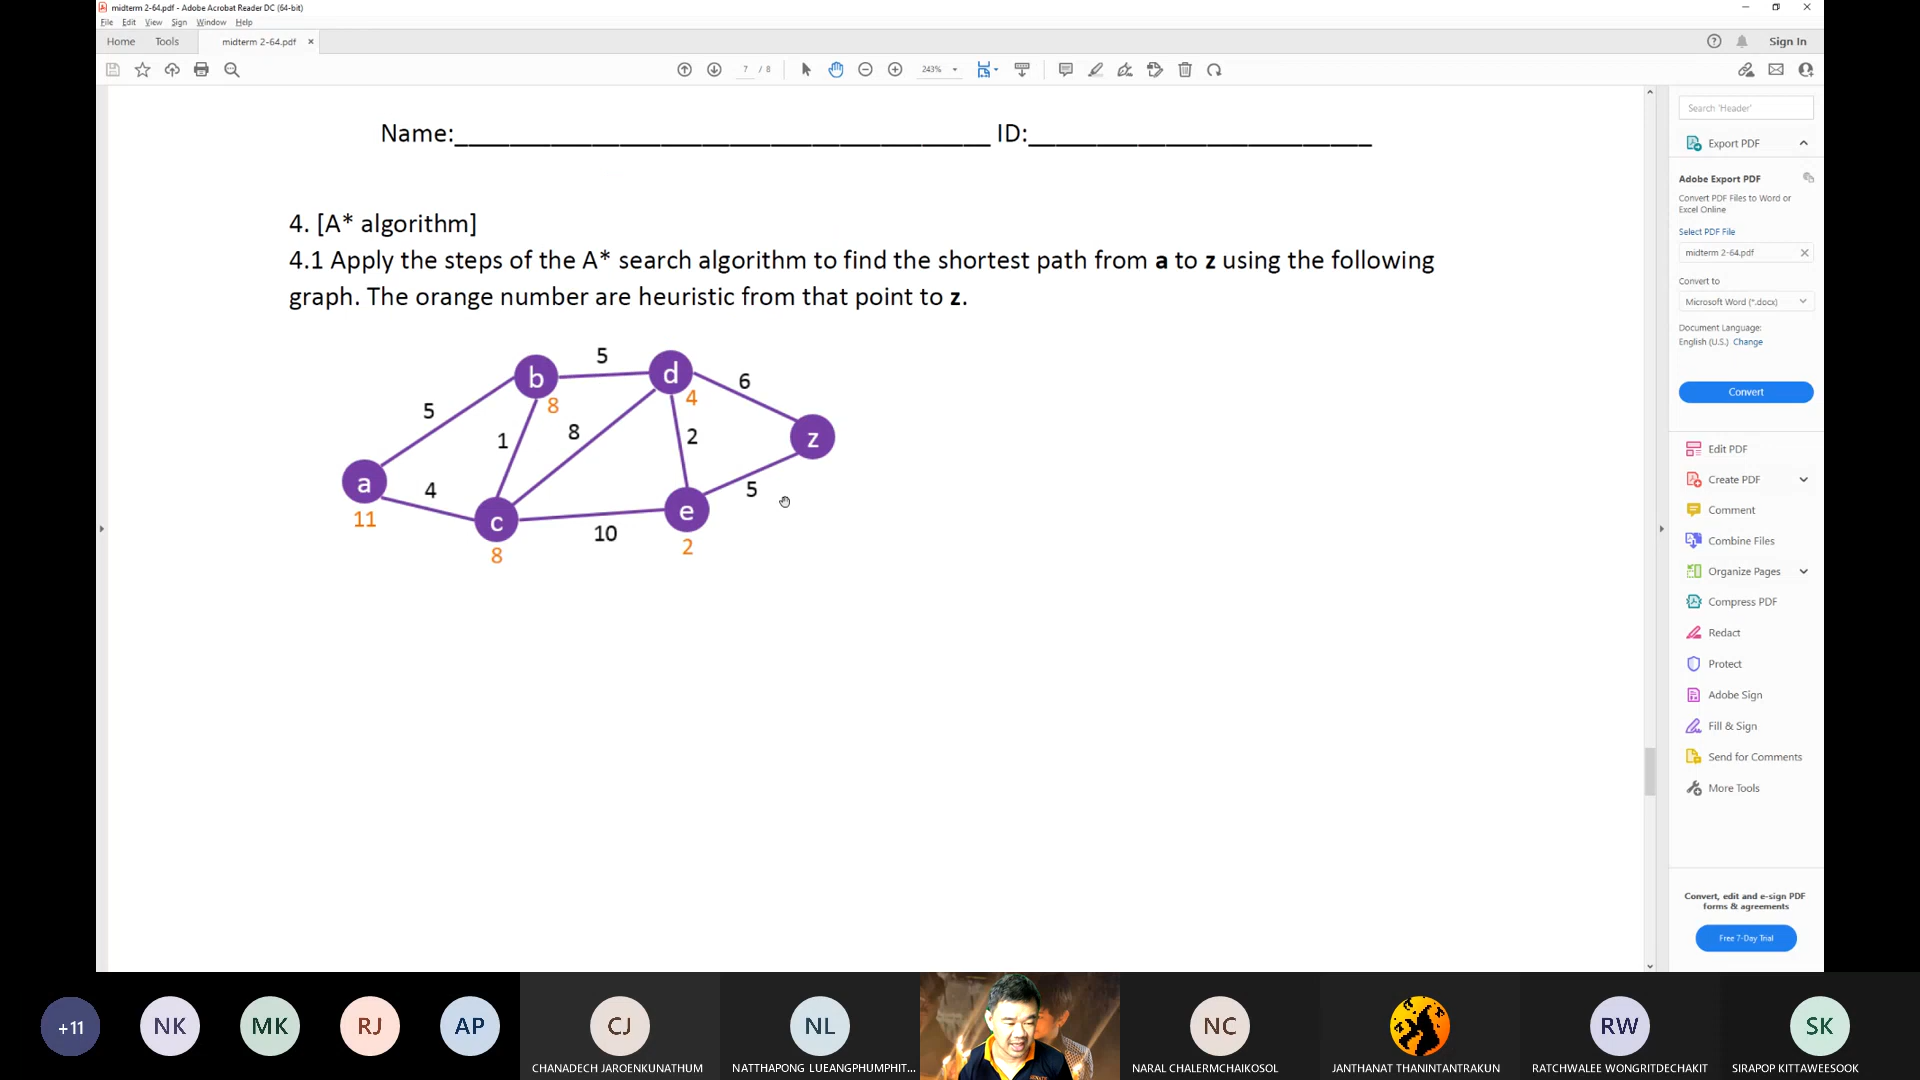 midterm 2-64.pdf - Adobe Acrobat Reader DC (64-bit)
File Edit View Sign Window Help
Home Tools midterm 2-64.pdf × Sign In
7 / 8 243%
Name: ID:
4. [A* algorithm]
4.1 Apply the steps of the A* search algorithm to find the shortest path from a to z using the following
graph. The orange number are heuristic from that point to z.
5
b d 6
8 4
5
1 8 2 z
a 4 5
11 c e
10
8 2
Search 'Header'
Export PDF
Adobe Export PDF
Convert PDF Files to Word or
Excel Online
Select PDF File
midterm 2-64.pdf
Convert to
Microsoft Word (*.docx)
Document Language:
English (U.S.) Change
Convert
Edit PDF
Create PDF
Comment
Combine Files
Organize Pages
Compress PDF
Redact
Protect
Adobe Sign
Fill & Sign
Send for Comments
More Tools
Convert, edit and e-sign PDF
forms & agreements
Free 7-Day Trial
+11 NK MK RJ AP CJ NL NC RW SK
CHANADECH JAROENKUNATHUM NATTHAPONG LUEANGPHUMPHIT... NARAL CHALERMCHAIKOSOL JANTHANAT THANINTANTRAKUN RATCHWALEE WONGRITDECHAKIT SIRAPOP KITTAWEESOOK